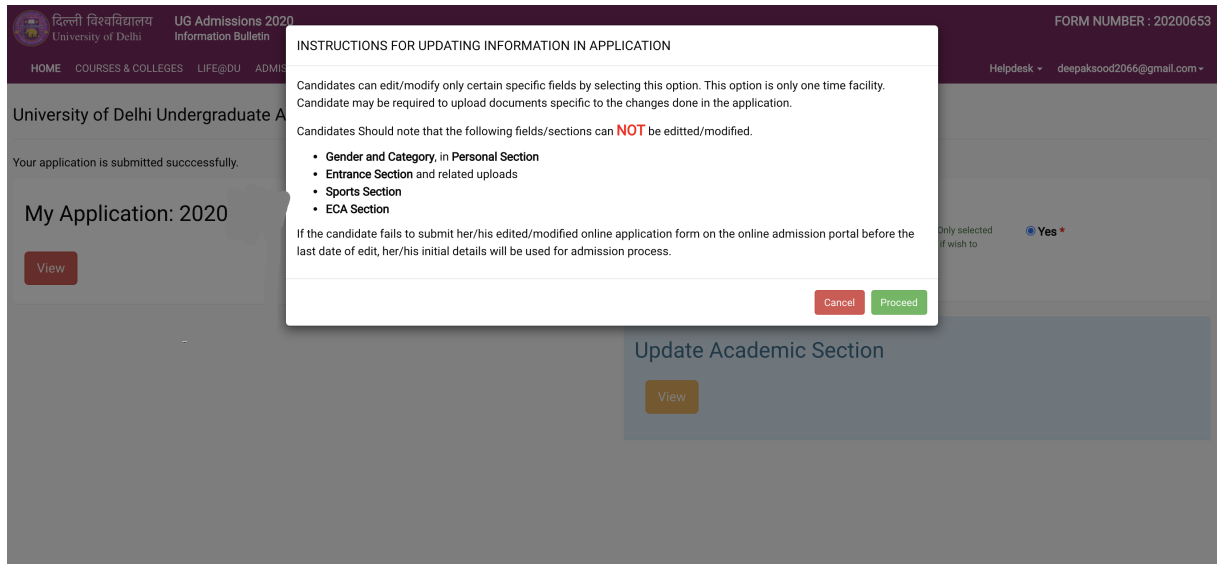 दिल्ली विश्वविद्यालय
University of Delhi
UG Admissions 2020
Information Bulletin
FORM NUMBER : 20200653
HOME COURSES & COLLEGES LIFE@DU ADMIS
Helpdesk deepaksood2066@gmail.com
University of Delhi Undergraduate A
Your application is submitted succcessfully.
My Application: 2020
View
INSTRUCTIONS FOR UPDATING INFORMATION IN APPLICATION
Candidates can edit/modify only certain specific fields by selecting this option. This option is only one time facility.
Candidate may be required to upload documents specific to the changes done in the application.
Candidates Should note that the following fields/sections can NOT be editted/modified.
• Gender and Category, in Personal Section
• Entrance Section and related uploads
• Sports Section
• ECA Section
If the candidate fails to submit her/his edited/modified online application form on the online admission portal before the
last date of edit, her/his initial details will be used for admission process.
Cancel Proceed
Only selected
if wish to
Yes *
Update Academic Section
View